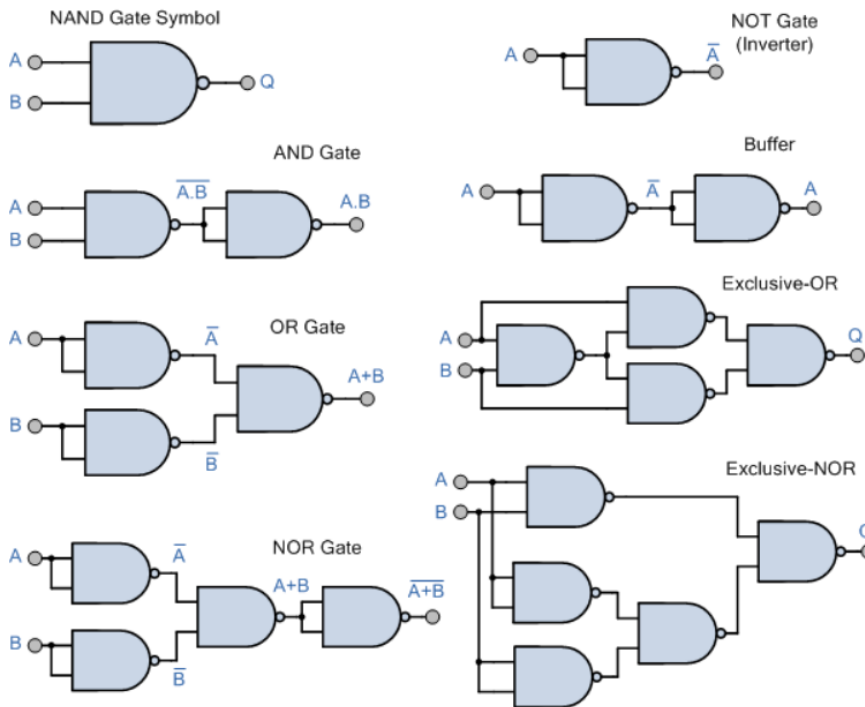 NAND Gate Symbol
A
B
Q
NOT Gate
(Inverter)
A
A̅
AND Gate
A
B
A̅.̅B̅
A.B
Buffer
A
A̅
A
OR Gate
A
B
A̅
B̅
A+B
Exclusive-OR
A
B
Q
NOR Gate
A
B
A̅
B̅
A+B
A̅+̅B̅
Exclusive-NOR
A
B